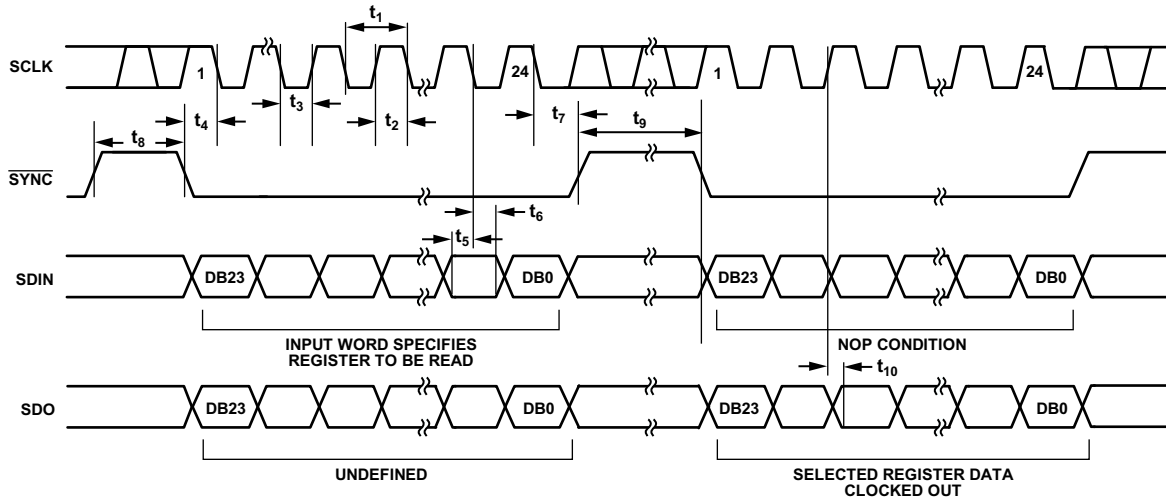 t1
SCLK
1
24
1
24
t3
t2
t4
t7
t8
t9
SYNC
t6
t5
SDIN
DB23
DB0
DB23
DB0
INPUT WORD SPECIFIES
REGISTER TO BE READ
NOP CONDITION
t10
SDO
DB23
DB0
DB23
DB0
UNDEFINED
SELECTED REGISTER DATA
CLOCKED OUT